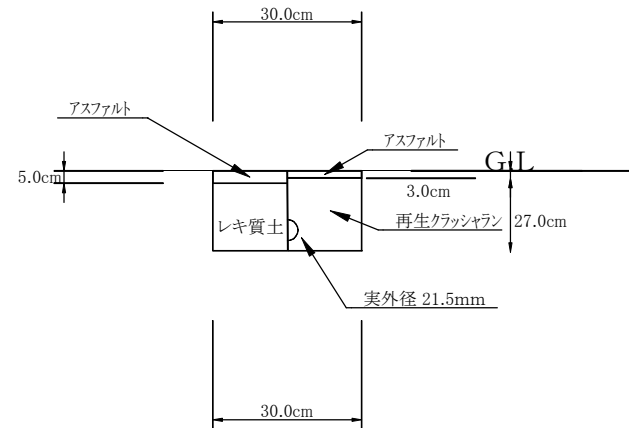 30.0cm
アスファルト
アスファルト
G.L
5.0cm
3.0cm
レキ質土
再生クラッシャラン
27.0cm
実外径 21.5mm
30.0cm